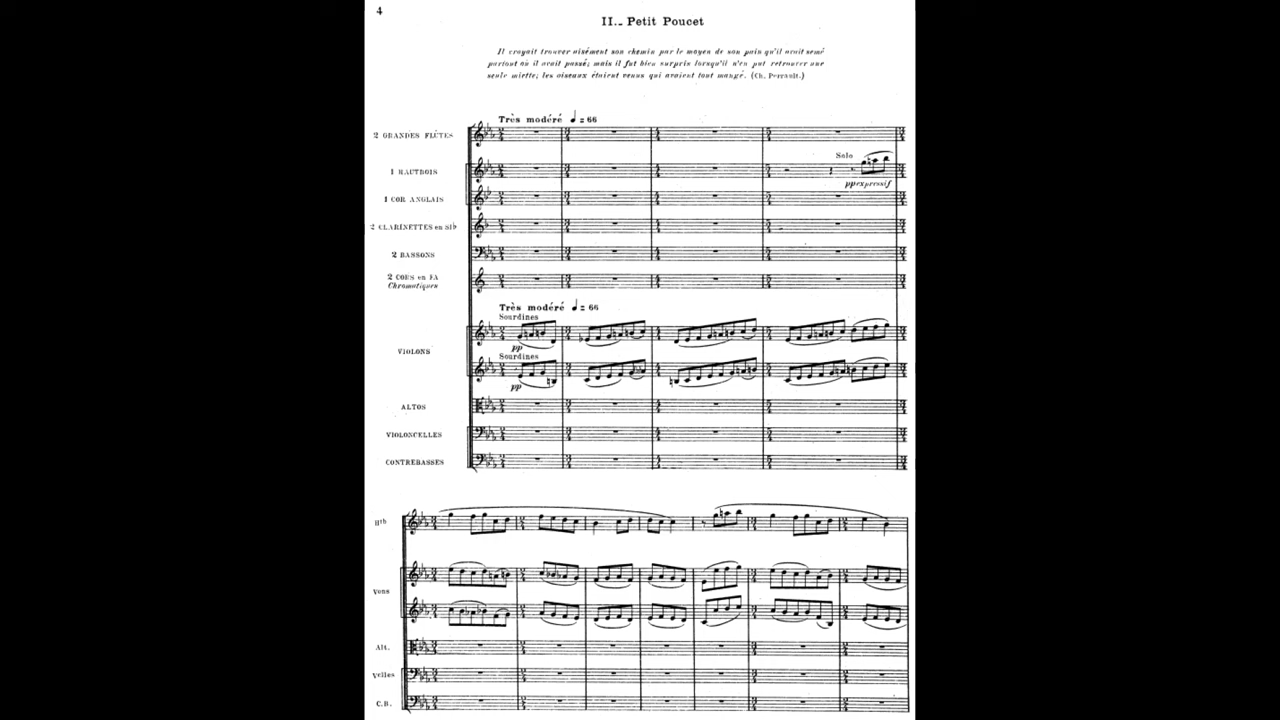 4
II._ Petit Poucet
Il croyait trouver aisément son chemin par le moyen de son pain qu'il avait semé
partout où il avait passé; mais il fut bien surpris lorsqu'il n'en put retrouver une
seule miette; les oiseaux étaient venus qui avaient tout mangé. (Ch. Perrault.)
Très modéré ♩ = 66
2 GRANDES FLÛTES
Solo
1 HAUTBOIS
pp expressif
1 COR ANGLAIS
2 CLARINETTES en SI♭
2 BASSONS
2 CORS en FA
Chromatiques
Très modéré ♩ = 66
Sourdines
pp
VIOLONS
Sourdines
pp
ALTOS
VIOLONCELLES
CONTREBASSES
Htb
Vons
Alt.
Velles
C.B.